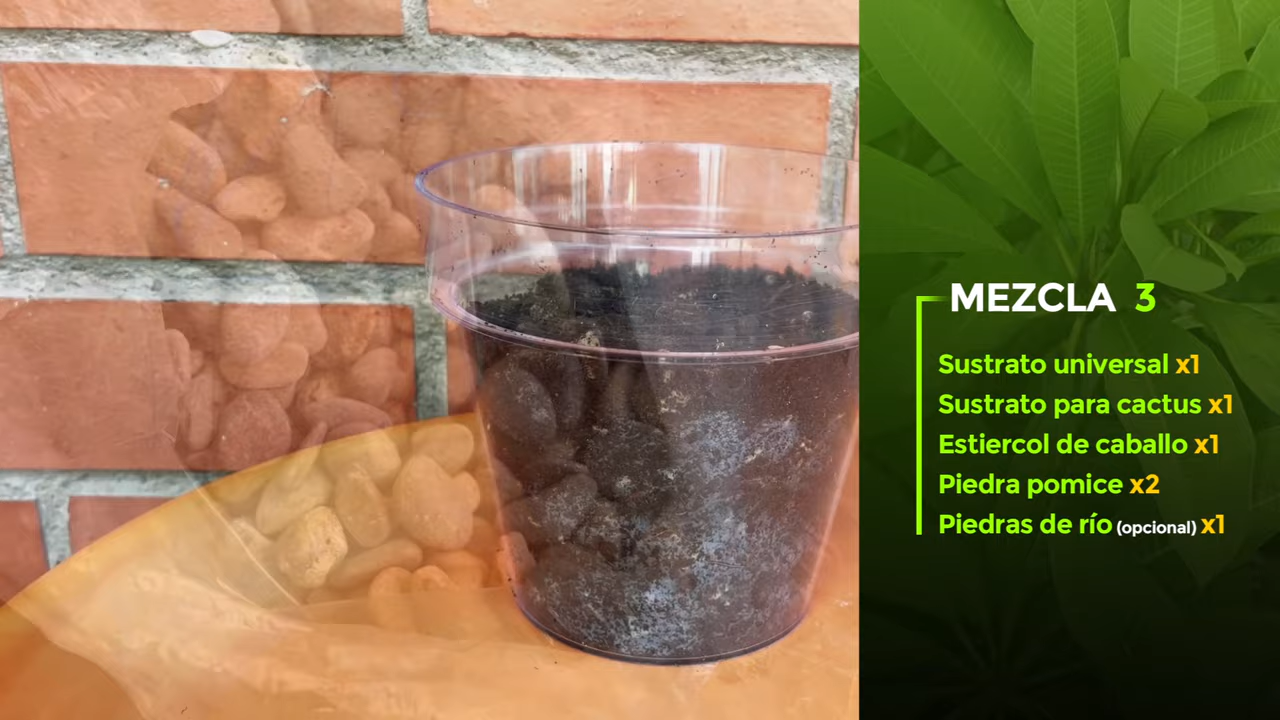 MEZCLA 3
Sustrato universal x1
Sustrato para cactus x1
Estiercol de caballo x1
Piedra pomice x2
Piedras de río (opcional) x1